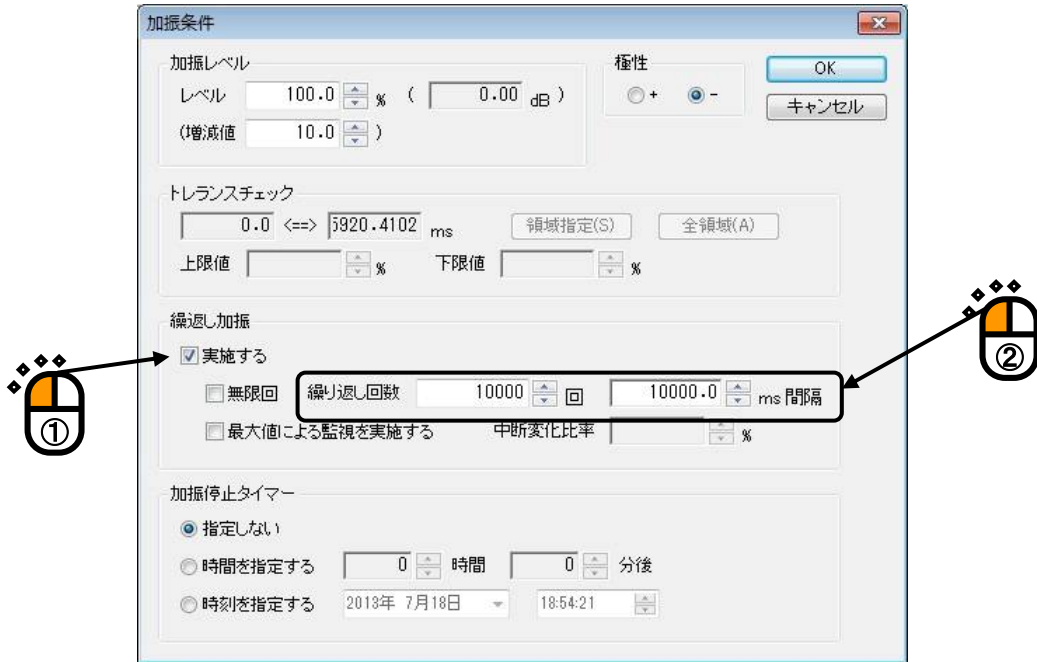 加振条件
加振レベル
レベル 100.0 % ( 0.00 dB )
(増減値 10.0 )
極性
+ -
OK
キャンセル
トレランスチェック
0.0 <==> 5920.4102 ms 領域指定(S) 全領域(A)
上限値 % 下限値 %
繰返し加振
実施する
無限回 繰り返し回数 10000 回 10000.0 ms 間隔
最大値による監視を実施する 中断変化比率 %
加振停止タイマー
指定しない
時間を指定する 0 時間 0 分後
時刻を指定する 2013年 7月18日 18:54:21
①
②